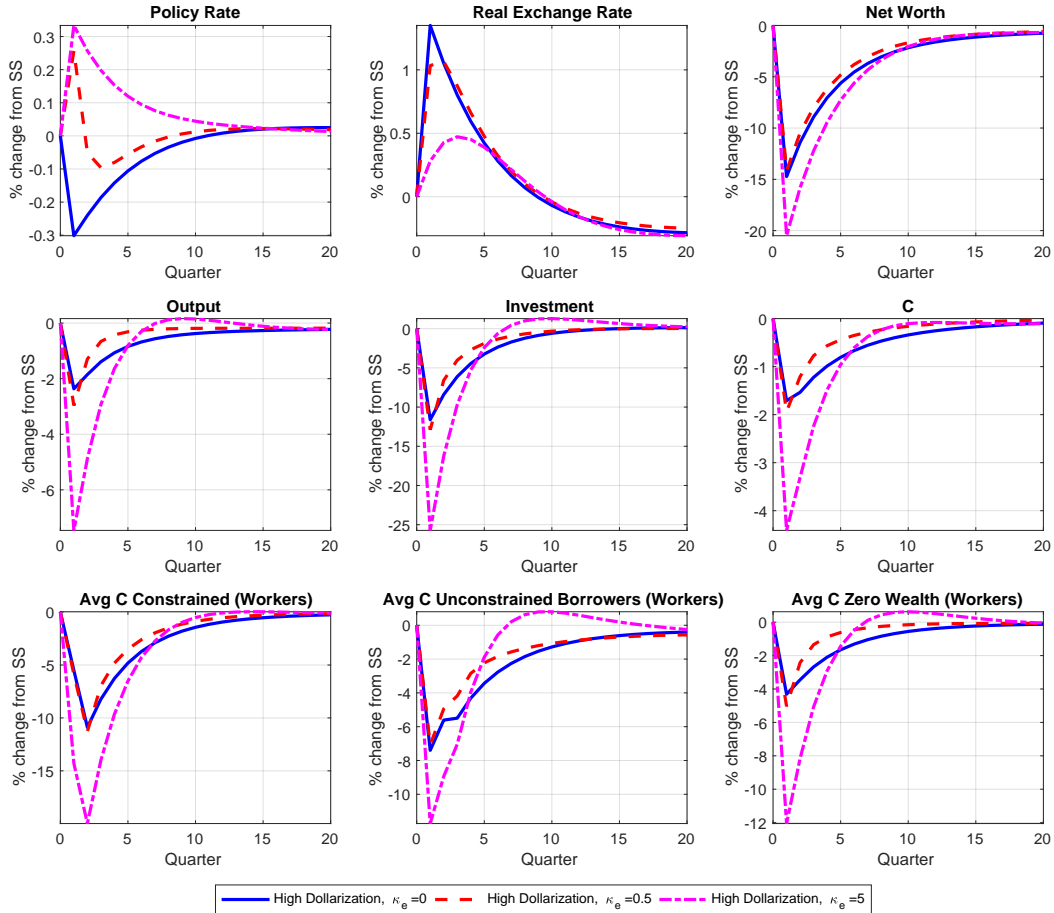 Policy Rate
Real Exchange Rate
Net Worth
% change from SS
0.3
0.2
0.1
0
-0.1
-0.2
-0.3
0 5 10 15 20
Quarter
% change from SS
1
0.5
0
0 5 10 15 20
Quarter
% change from SS
0
-5
-10
-15
-20
0 5 10 15 20
Quarter
Output
Investment
C
% change from SS
0
-2
-4
-6
0 5 10 15 20
Quarter
% change from SS
0
-5
-10
-15
-20
-25
0 5 10 15 20
Quarter
% change from SS
0
-1
-2
-3
-4
0 5 10 15 20
Quarter
Avg C Constrained (Workers)
Avg C Unconstrained Borrowers (Workers)
Avg C Zero Wealth (Workers)
% change from SS
0
-5
-10
-15
0 5 10 15 20
Quarter
% change from SS
0
-2
-4
-6
-8
-10
0 5 10 15 20
Quarter
% change from SS
0
-2
-4
-6
-8
-10
-12
0 5 10 15 20
Quarter
High Dollarization, κe=0 High Dollarization, κe=0.5 High Dollarization, κe=5